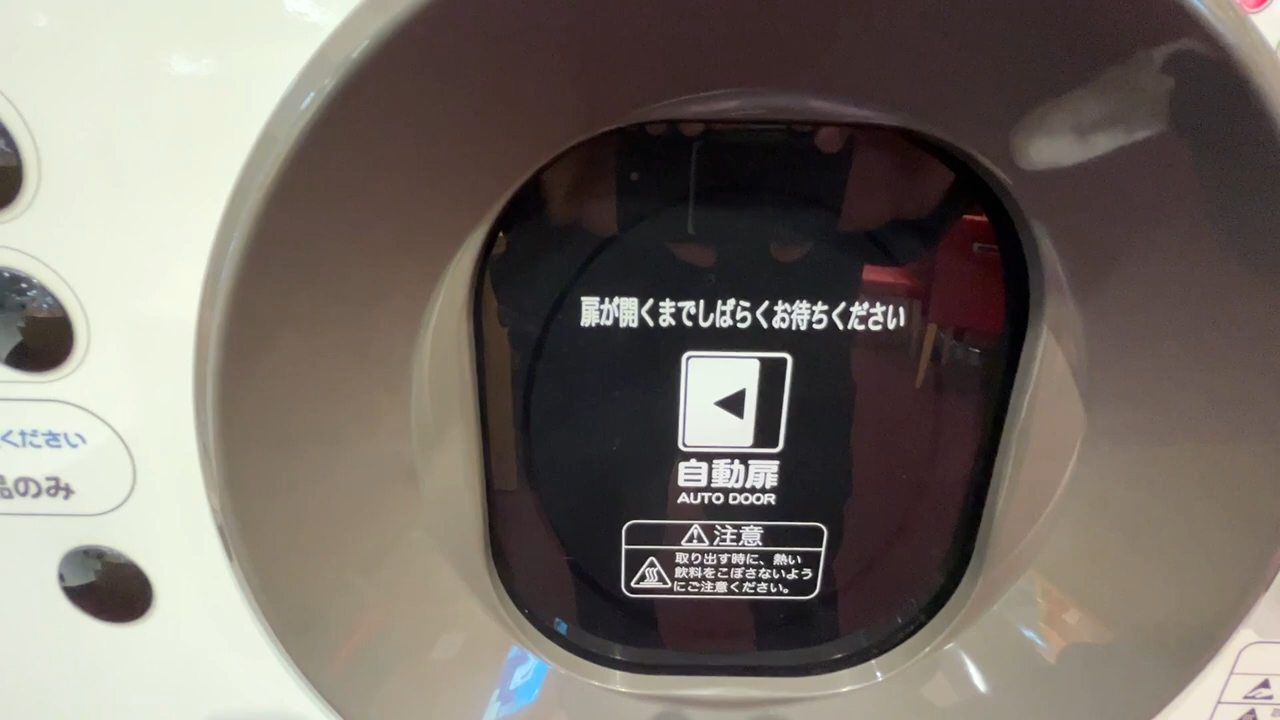 扉が開くまでしばらくお待ちください
自動扉
AUTO DOOR
注意
取り出す時に、熱い
飲料をこぼさないよう
にご注意ください。
ください
品のみ